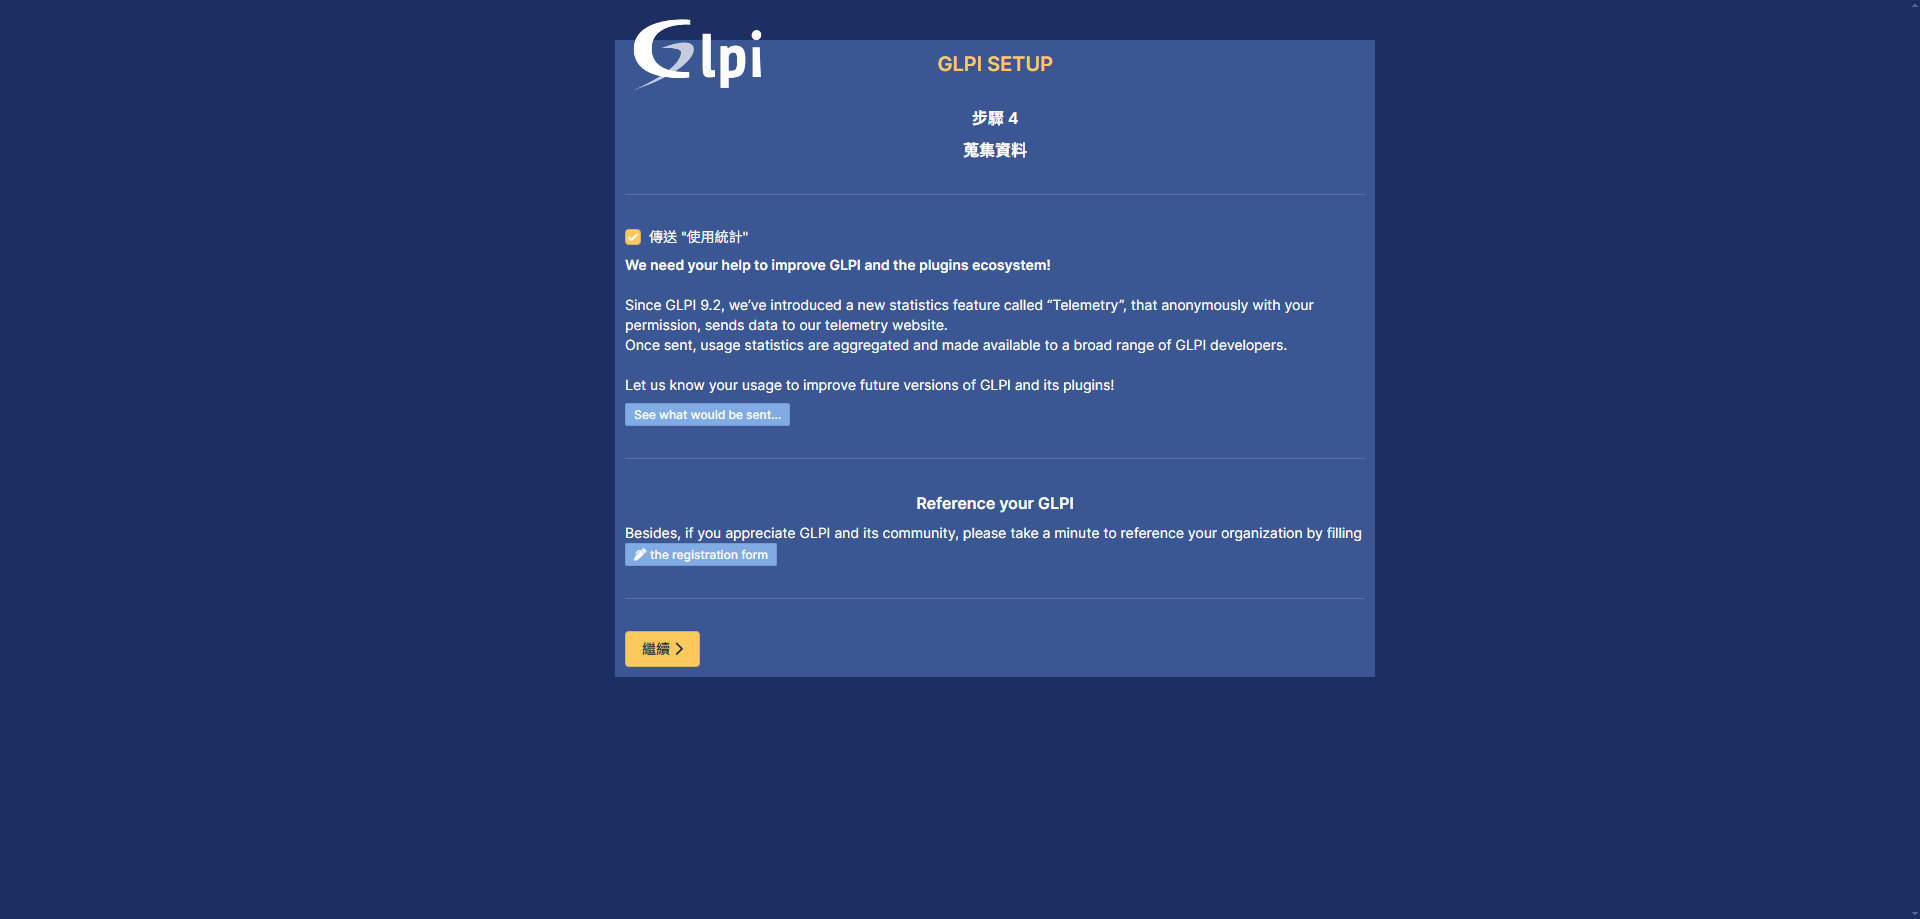 Glpi
GLPI SETUP
步驟 4
蒐集資料
傳送 "使用統計"
We need your help to improve GLPI and the plugins ecosystem!
Since GLPI 9.2, we’ve introduced a new statistics feature called “Telemetry”, that anonymously with your
permission, sends data to our telemetry website.
Once sent, usage statistics are aggregated and made available to a broad range of GLPI developers.
Let us know your usage to improve future versions of GLPI and its plugins!
See what would be sent...
Reference your GLPI
Besides, if you appreciate GLPI and its community, please take a minute to reference your organization by filling
the registration form
繼續